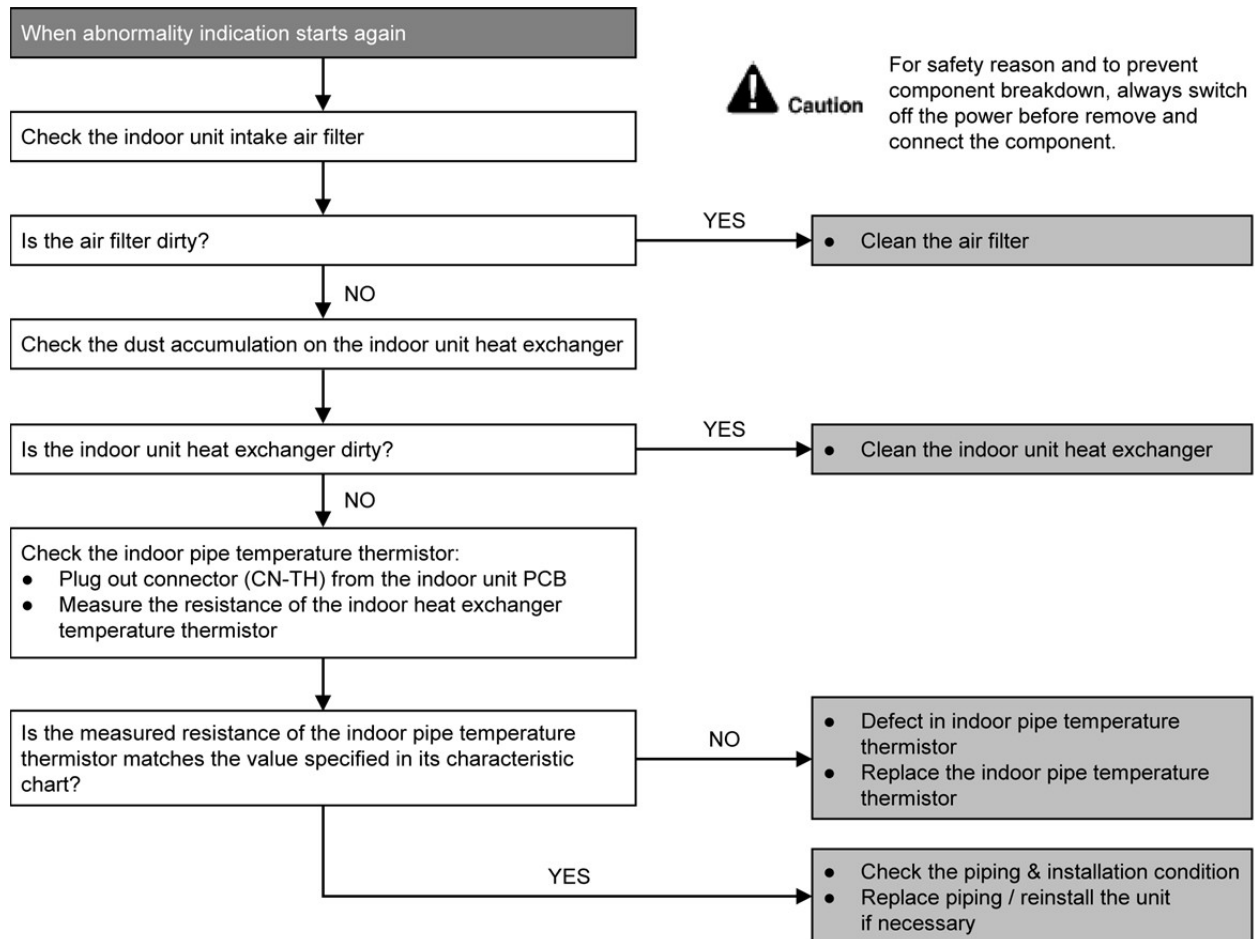 When abnormality indication starts again
Caution
For safety reason and to prevent
component breakdown, always switch
off the power before remove and
connect the component.
Check the indoor unit intake air filter
Is the air filter dirty?
YES
● Clean the air filter
NO
Check the dust accumulation on the indoor unit heat exchanger
Is the indoor unit heat exchanger dirty?
YES
● Clean the indoor unit heat exchanger
NO
Check the indoor pipe temperature thermistor:
● Plug out connector (CN-TH) from the indoor unit PCB
● Measure the resistance of the indoor heat exchanger
temperature thermistor
Is the measured resistance of the indoor pipe temperature
thermistor matches the value specified in its characteristic
chart?
NO
● Defect in indoor pipe temperature
thermistor
● Replace the indoor pipe temperature
thermistor
YES
● Check the piping & installation condition
● Replace piping / reinstall the unit
if necessary